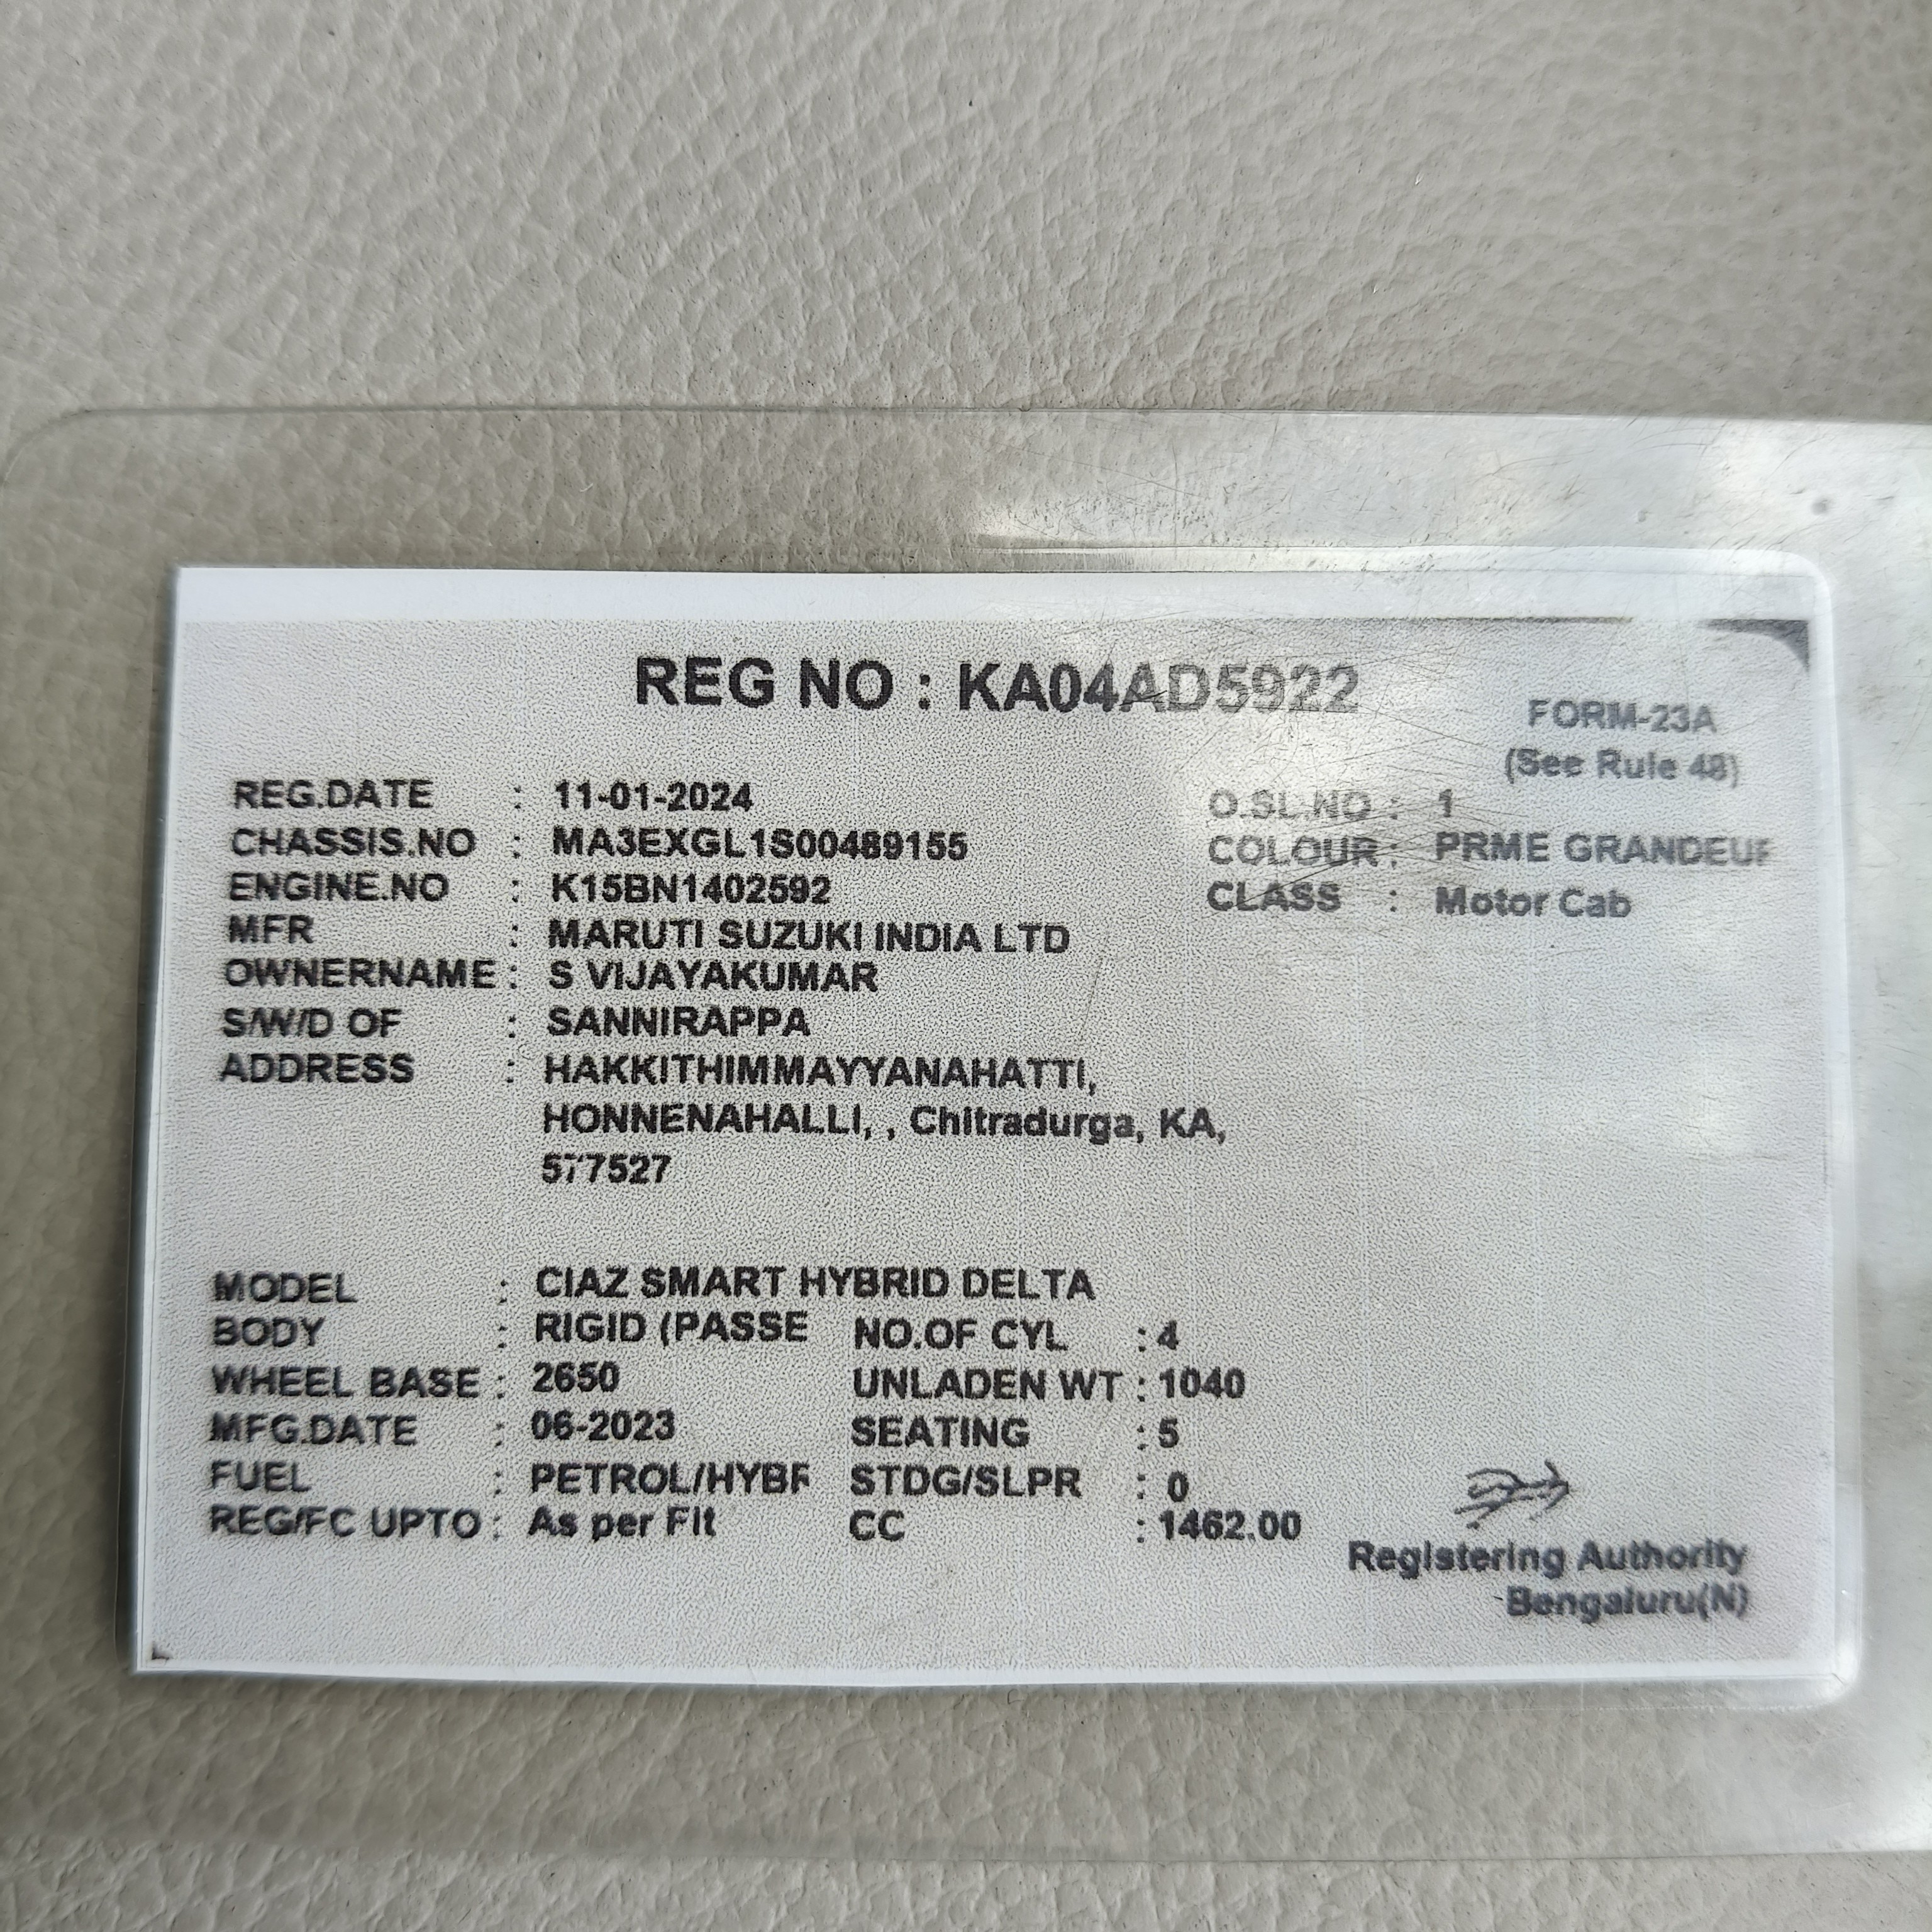 REG NO : KA04AD5922
FORM-23A
(See Rule 48)
REG.DATE : 11-01-2024 O.SL.NO : 1
CHASSIS.NO : MA3EXGL1S00489155 COLOUR : PRME GRANDEUF
ENGINE.NO : K15BN1402592 CLASS : Motor Cab
MFR : MARUTI SUZUKI INDIA LTD
OWNERNAME : S VIJAYAKUMAR
S/W/D OF : SANNIRAPPA
ADDRESS : HAKKITHIMMAYYANAHATTI,
HONNENAHALLI, , Chitradurga, KA,
577527
MODEL : CIAZ SMART HYBRID DELTA
BODY : RIGID (PASSE NO.OF CYL : 4
WHEEL BASE : 2650 UNLADEN WT : 1040
MFG.DATE : 06-2023 SEATING : 5
FUEL : PETROL/HYBF STDG/SLPR : 0
REG/FC UPTO : As per Fit CC : 1462.00
Registering Authority
Bengaluru(N)